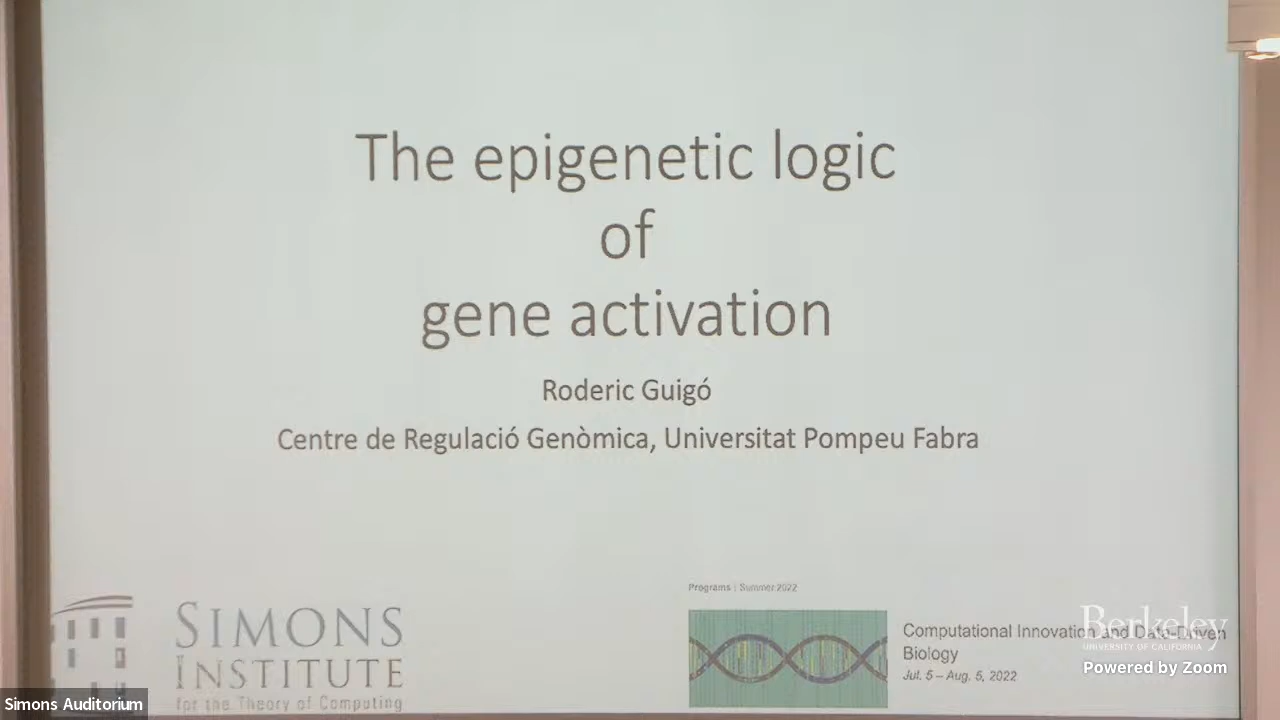 The epigenetic logic
of
gene activation
Roderic Guigó
Centre de Regulació Genòmica, Universitat Pompeu Fabra
SIMONS
INSTITUTE
for the Theory of Computing
Programs | Summer 2022
Computational Innovation and Data-Driven
Biology
Jul. 5 – Aug. 5, 2022
Berkeley
UNIVERSITY OF CALIFORNIA
Powered by Zoom
Simons Auditorium